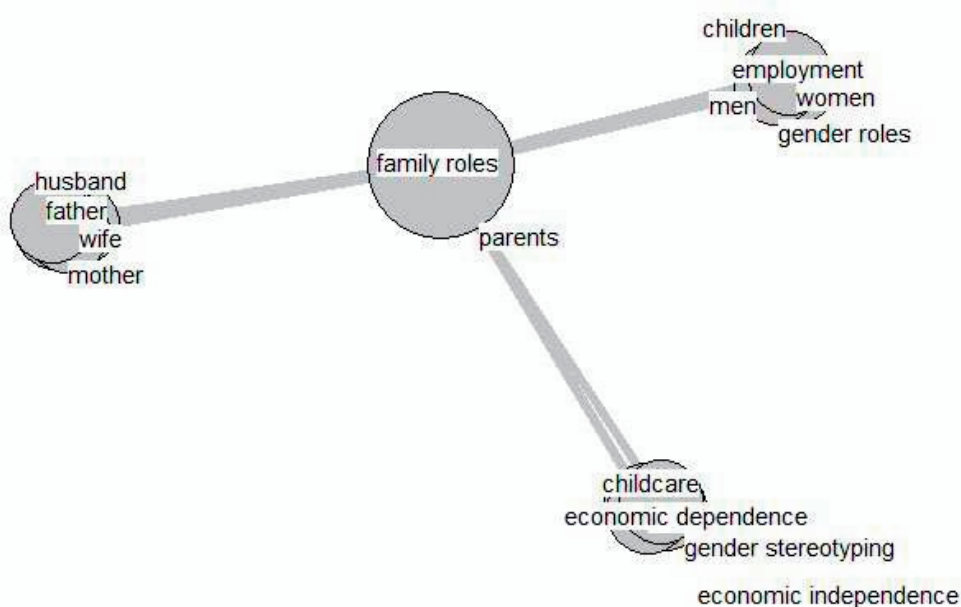 children
employment
women
men
gender roles
family roles
husband
father
wife
mother
parents
childcare
economic dependence
gender stereotyping
economic independence